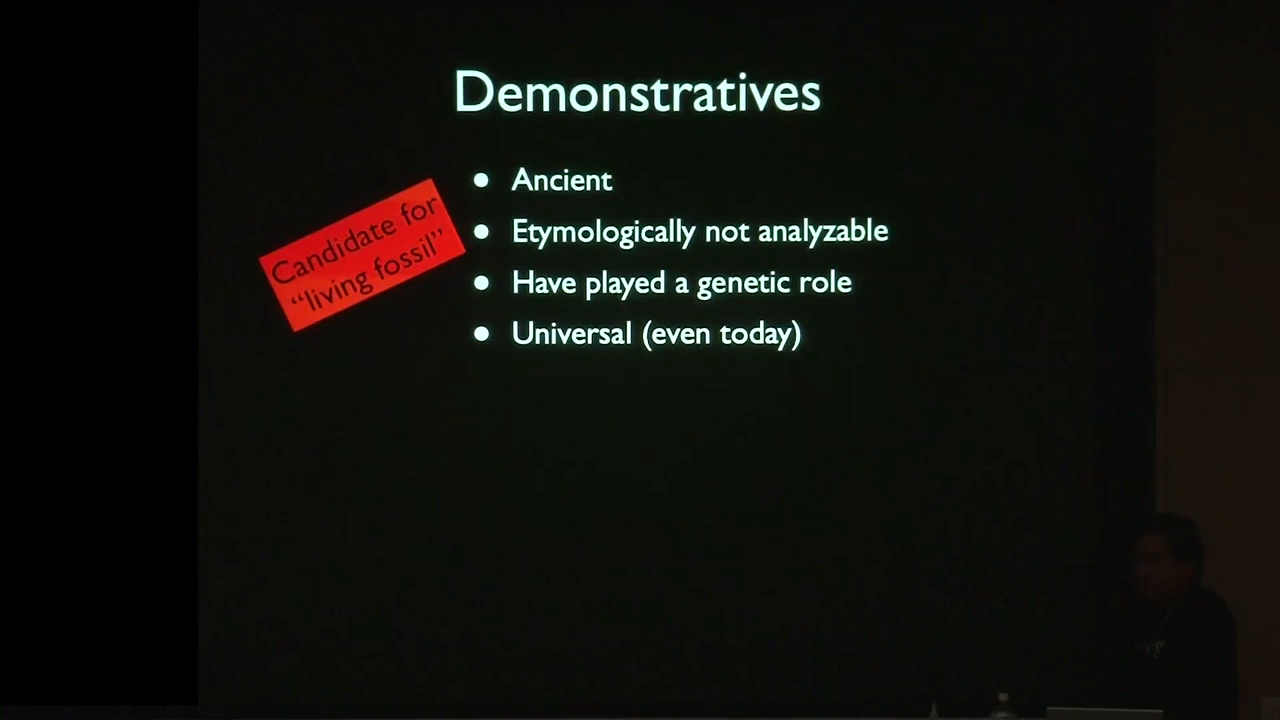 Demonstratives
● Ancient
● Etymologically not analyzable
● Have played a genetic role
● Universal (even today)
Candidate for
“living fossil”